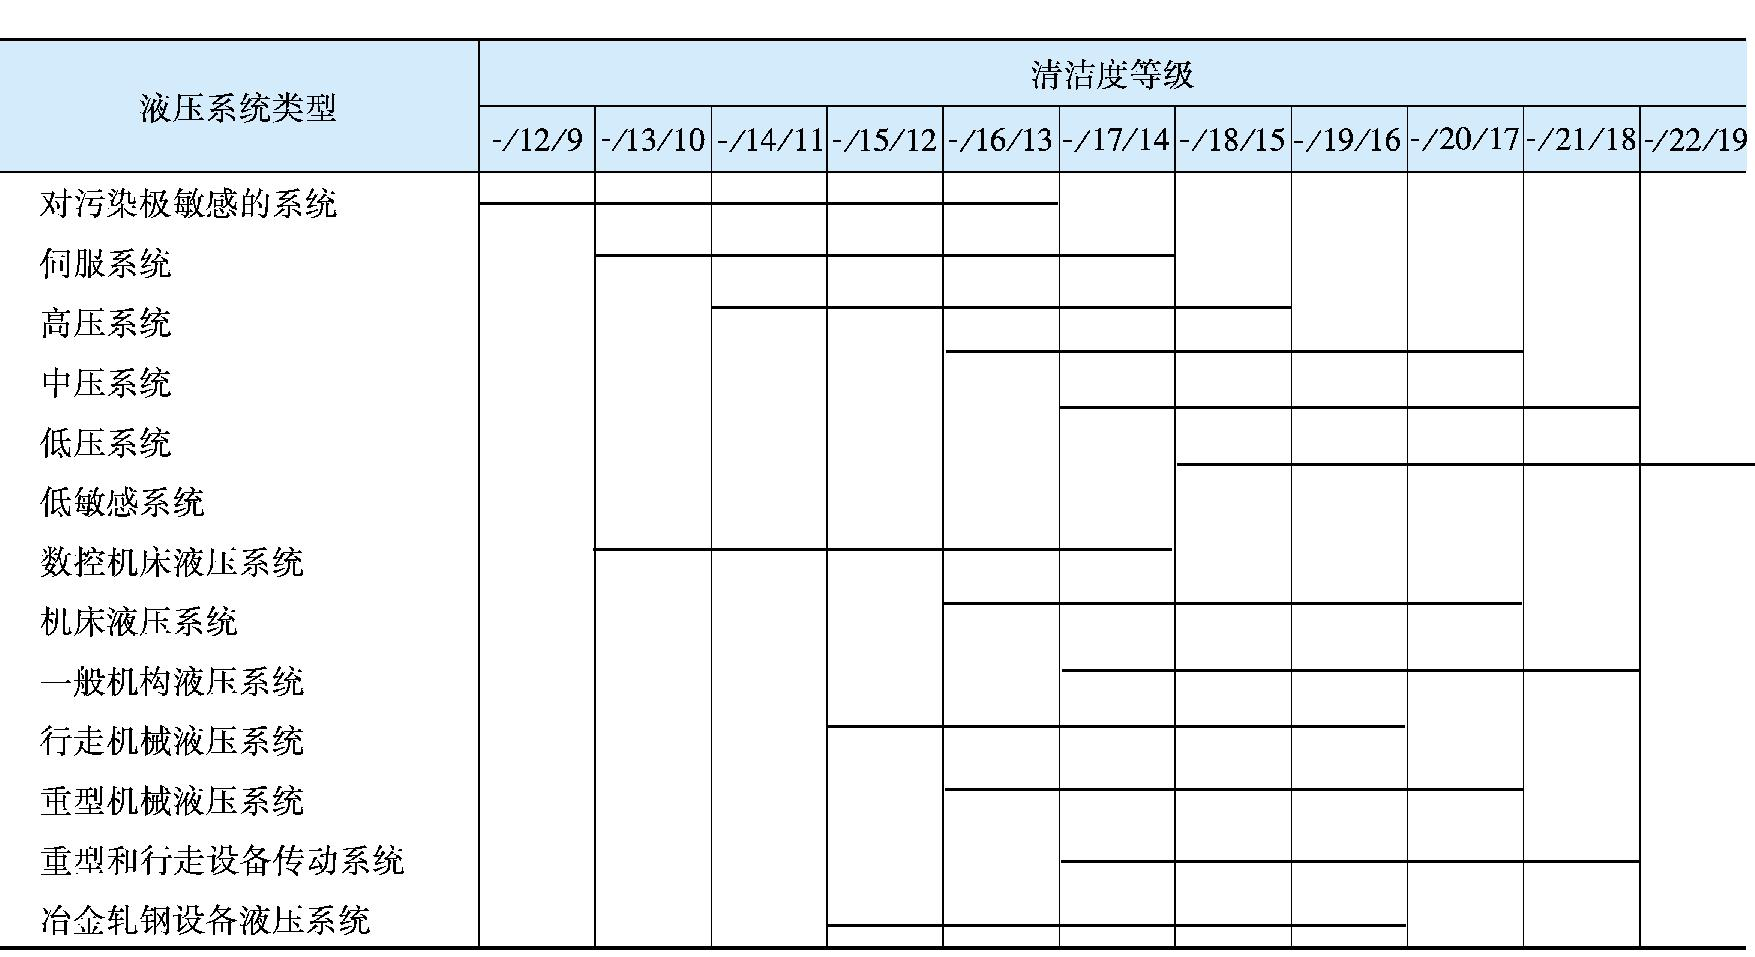 液压系统类型
清洁度等级
-/12/9 -/13/10 -/14/11 -/15/12 -/16/13 -/17/14 -/18/15 -/19/16 -/20/17 -/21/18 -/22/19
对污染极敏感的系统
伺服系统
高压系统
中压系统
低压系统
低敏感系统
数控机床液压系统
机床液压系统
一般机构液压系统
行走机械液压系统
重型机械液压系统
重型和行走设备传动系统
冶金轧钢设备液压系统